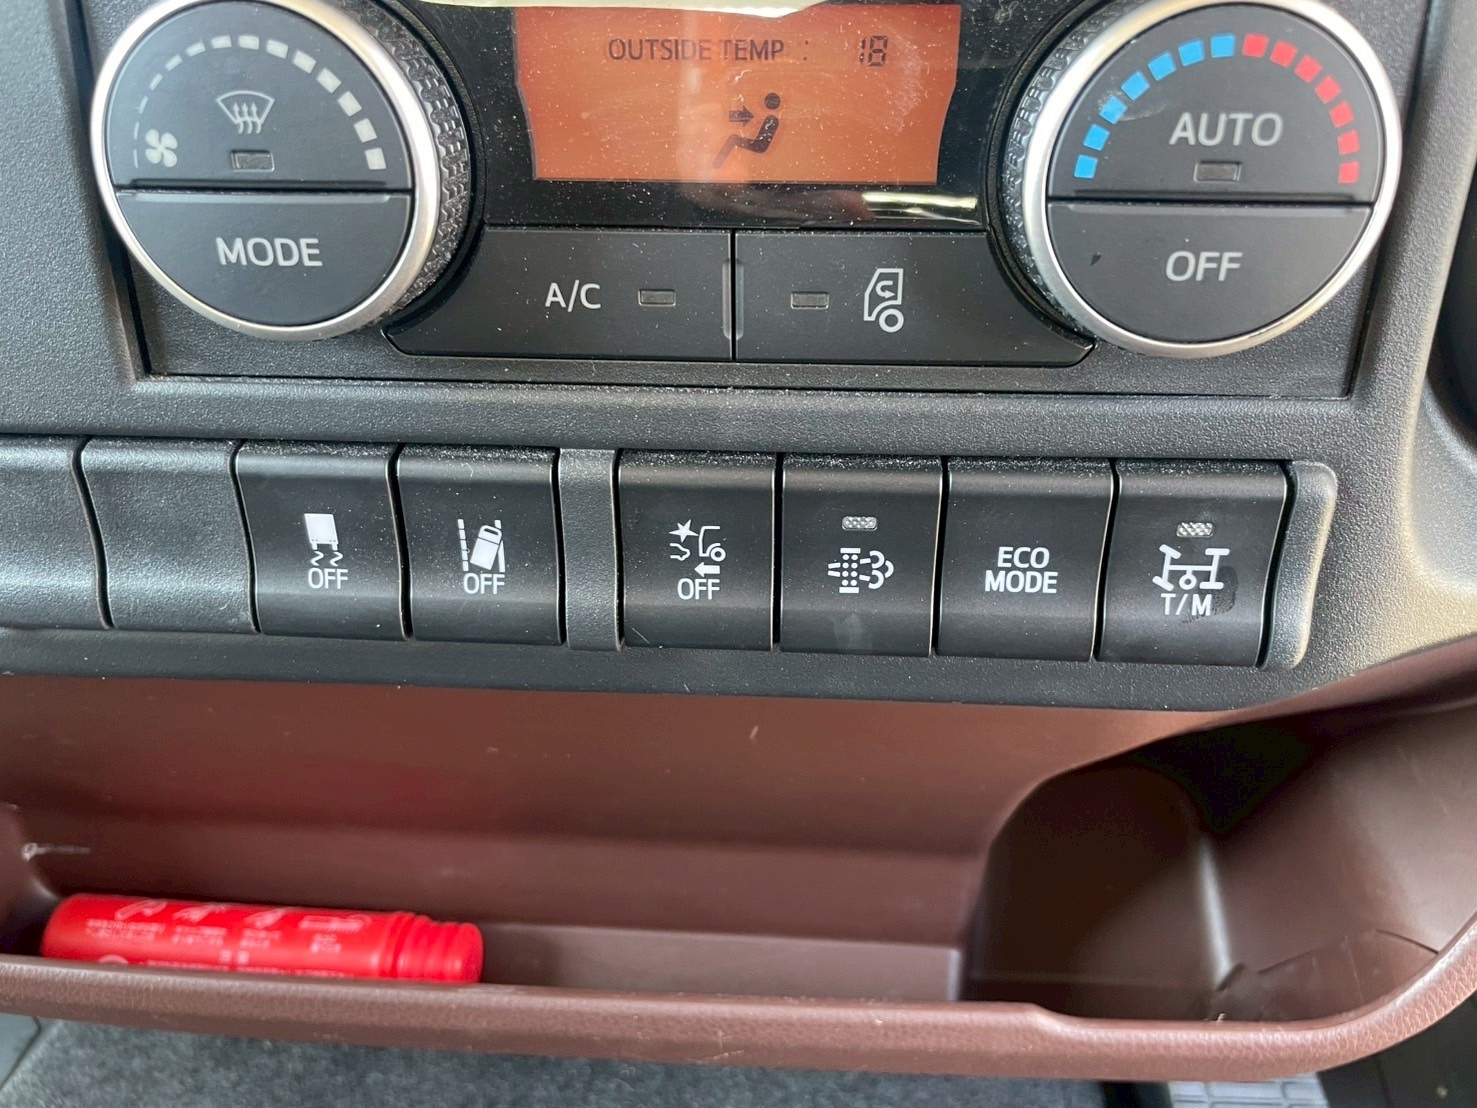 OUTSIDE TEMP : 18
AUTO
MODE
OFF
A/C
OFF
OFF
OFF
ECO
MODE
T/M